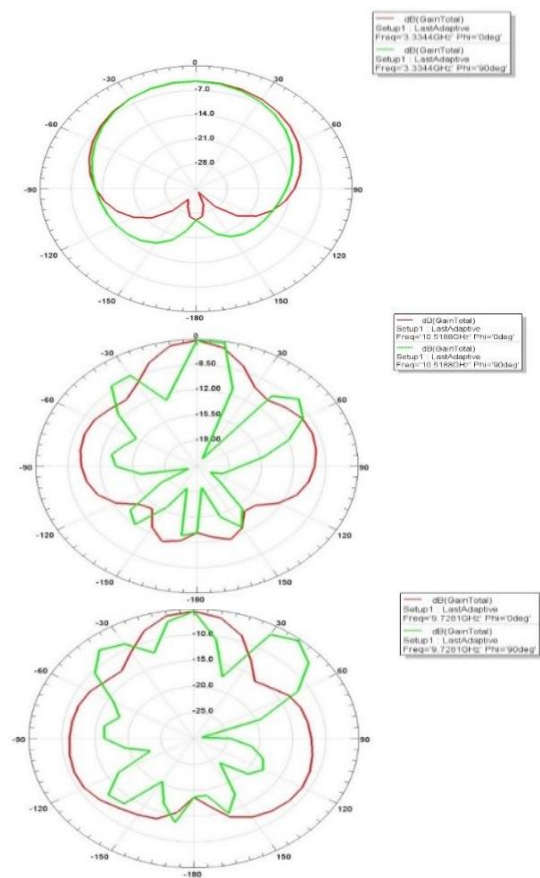 dB(GainTotal)
Setup1 : LastAdaptive
Freq='3.3344GHz' Phi='0deg'
dB(GainTotal)
Setup1 : LastAdaptive
Freq='3.3344GHz' Phi='90deg'
0
-30
30
-7.0
-60
60
-14.0
-21.0
-28.0
-90
90
-120
120
-150
150
-180
dB(GainTotal)
Setup1 : LastAdaptive
Freq='10.5188GHz' Phi='0deg'
dB(GainTotal)
Setup1 : LastAdaptive
Freq='10.5188GHz' Phi='90deg'
0
-30
30
-8.50
-60
60
-12.00
-15.50
-19.00
-90
90
-120
120
-150
150
-180
dB(GainTotal)
Setup1 : LastAdaptive
Freq='9.7281GHz' Phi='0deg'
dB(GainTotal)
Setup1 : LastAdaptive
Freq='9.7281GHz' Phi='90deg'
0
-30
30
-10.0
-60
60
-15.0
-20.0
-25.0
-90
90
-120
120
-150
150
-180